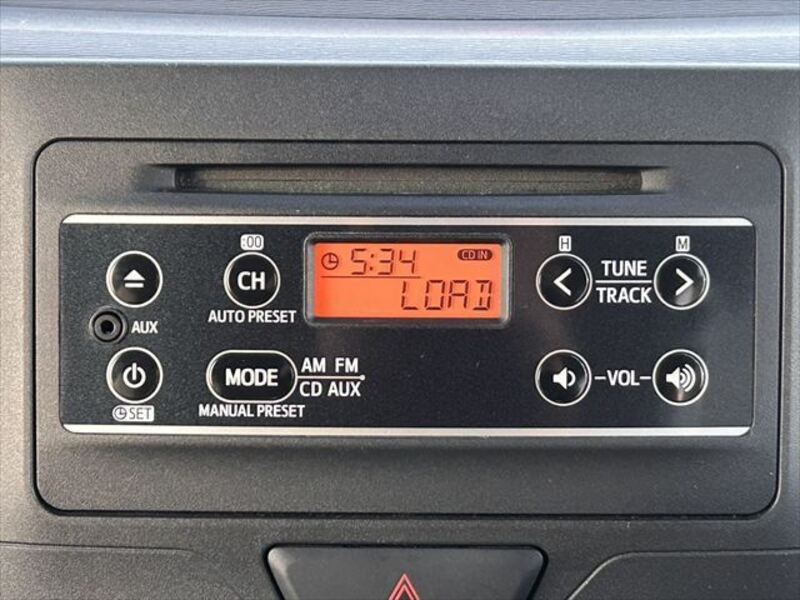 :00
H
M
5:34
CD IN
CH
TUNE
LOAD
TRACK
AUTO PRESET
AUX
AM FM
MODE
CD AUX
VOL
SET
MANUAL PRESET